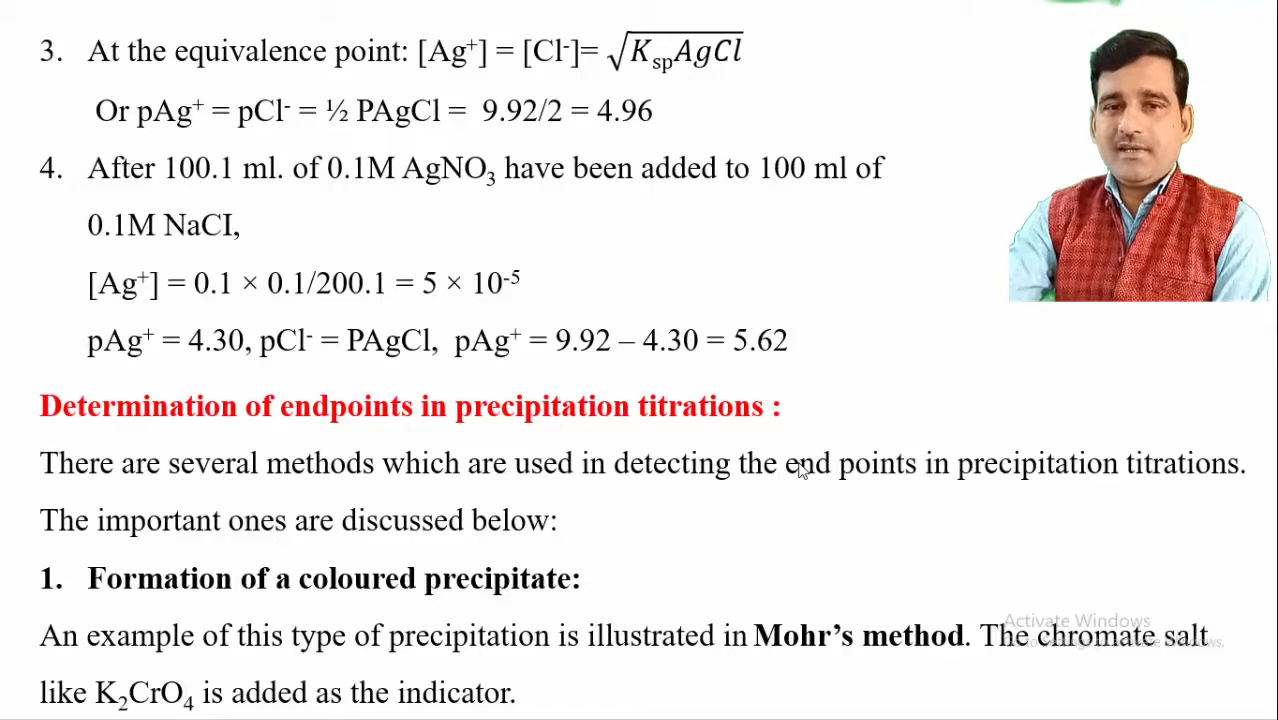 3. At the equivalence point: [Ag⁺] = [Cl⁻]= √KₛₚAgCl
Or pAg⁺ = pCl⁻ = ½ PAgCl = 9.92/2 = 4.96
4. After 100.1 ml. of 0.1M AgNO₃ have been added to 100 ml of
0.1M NaCI,
[Ag⁺] = 0.1 × 0.1/200.1 = 5 × 10⁻⁵
pAg⁺ = 4.30, pCl⁻ = PAgCl, pAg⁺ = 9.92 – 4.30 = 5.62
Determination of endpoints in precipitation titrations :
There are several methods which are used in detecting the end points in precipitation titrations.
The important ones are discussed below:
1. Formation of a coloured precipitate:
An example of this type of precipitation is illustrated in Mohr’s method. The chromate salt
like K₂CrO₄ is added as the indicator.
Activate Windows